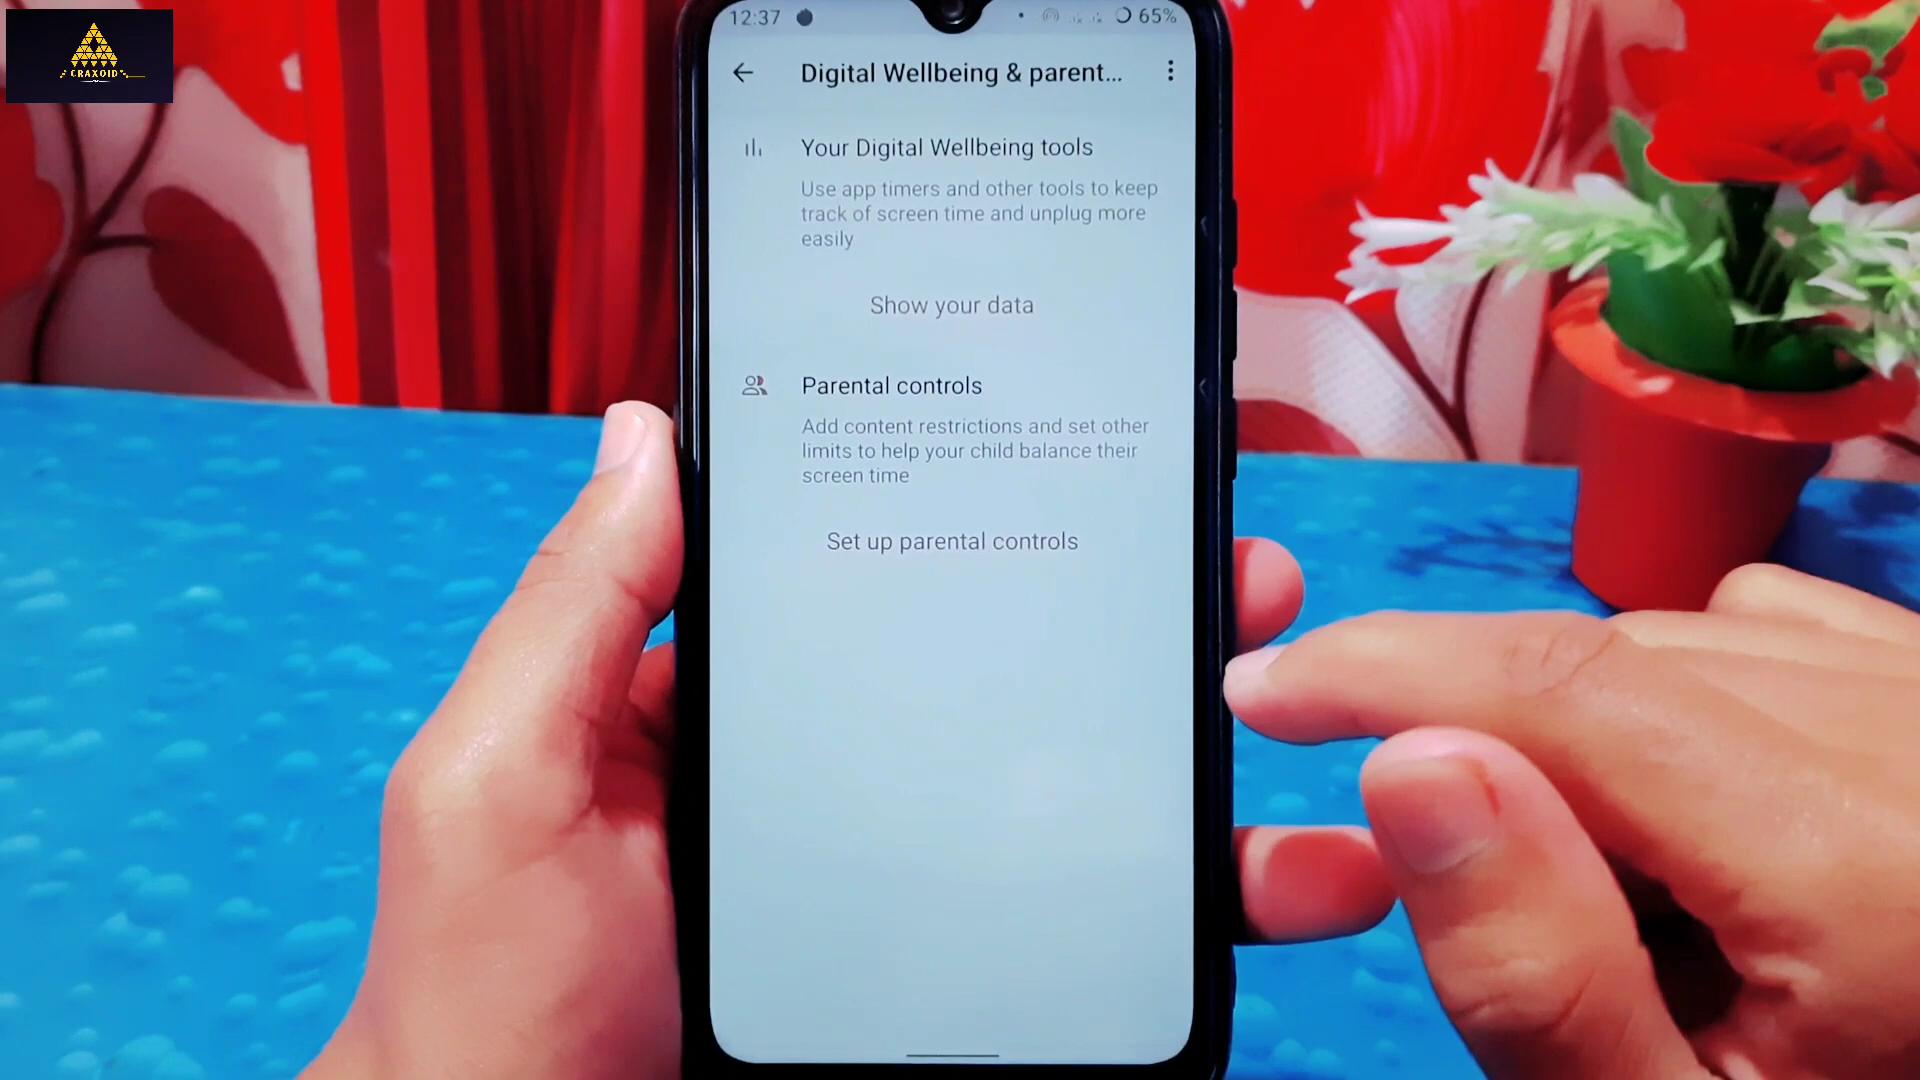 CRAXOID
12:37
65%
Digital Wellbeing & parent...
Your Digital Wellbeing tools
Use app timers and other tools to keep
track of screen time and unplug more
easily
Show your data
Parental controls
Add content restrictions and set other
limits to help your child balance their
screen time
Set up parental controls